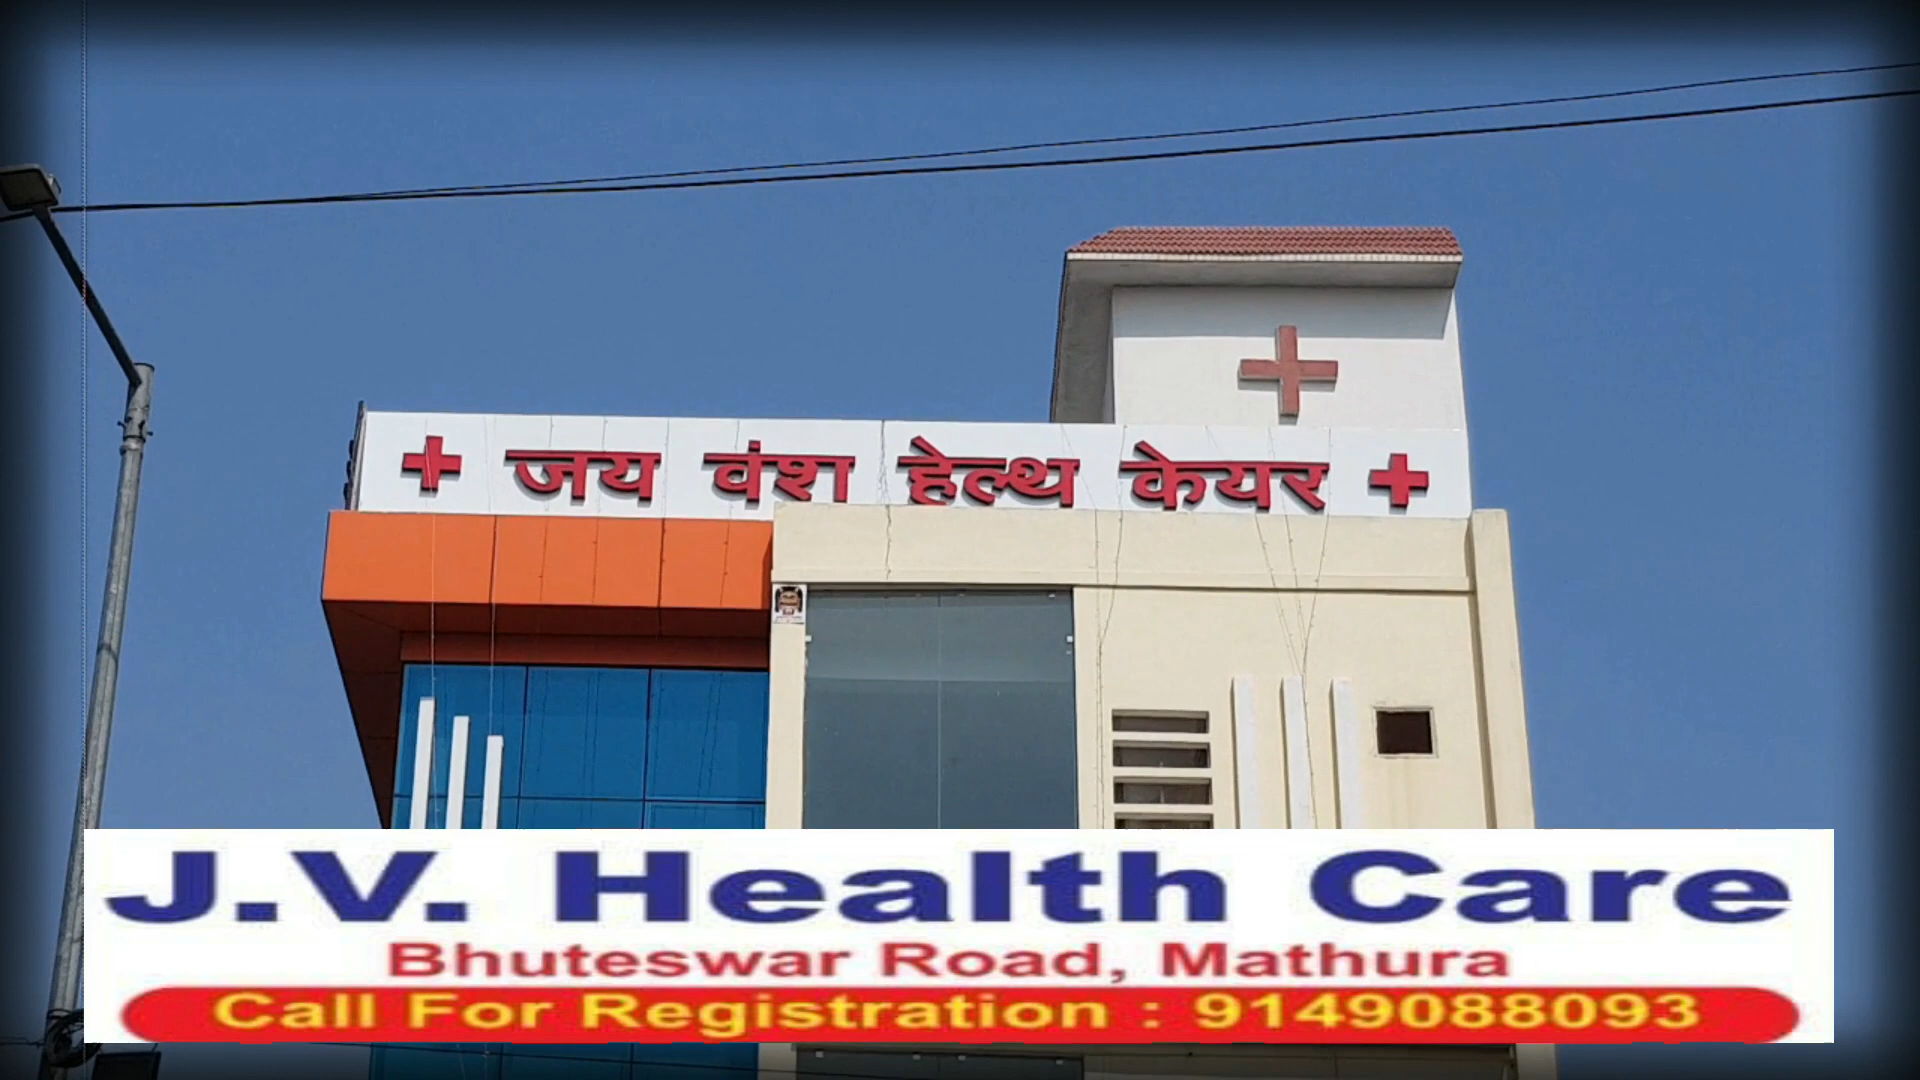 + जय वंश हेल्थ केयर +
J.V. Health Care
Bhuteswar Road, Mathura
Call For Registration : 9149088093